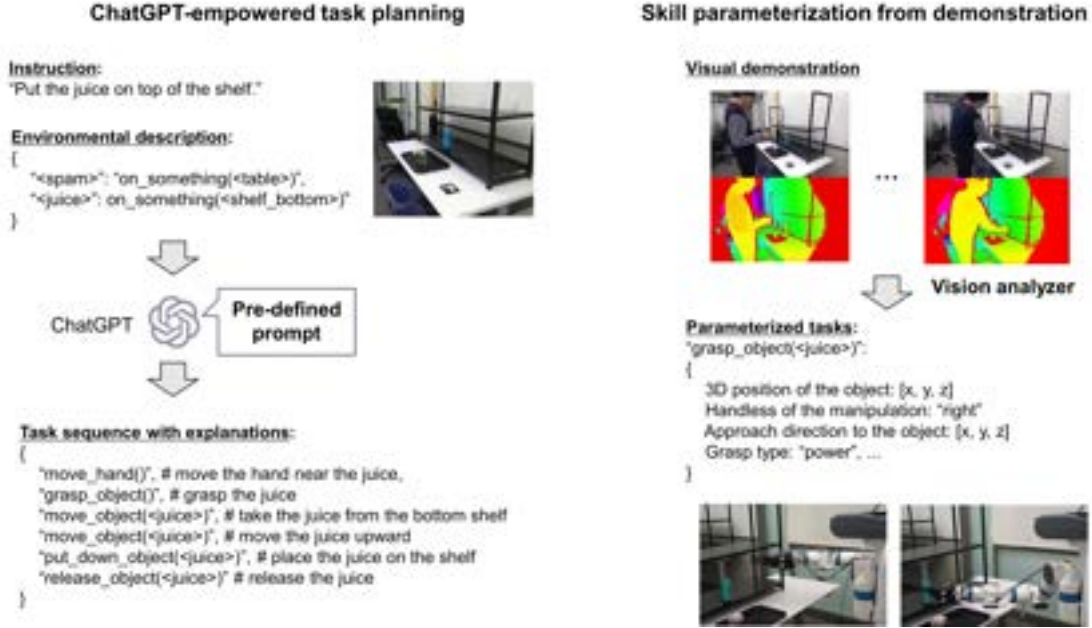 ChatGPT-empowered task planning
Instruction:
"Put the juice on top of the shelf."
Environmental description:
{
"<spam>": "on_something(<table>)",
"<juice>": on_something(<shelf_bottom>)"
}
ChatGPT
Pre-defined
prompt
Task sequence with explanations:
{
"move_hand()", # move the hand near the juice,
"grasp_object()", # grasp the juice
"move_object(<juice>)", # take the juice from the bottom shelf
"move_object(<juice>)", # move the juice upward
"put_down_object(<juice>)", # place the juice on the shelf
"release_object(<juice>)" # release the juice
}
Skill parameterization from demonstration
Visual demonstration
...
Vision analyzer
Parameterized tasks:
"grasp_object(<juice>)":
{
3D position of the object: [x, y, z]
Handless of the manipulation: "right"
Approach direction to the object: [x, y, z]
Grasp type: "power", ...
}